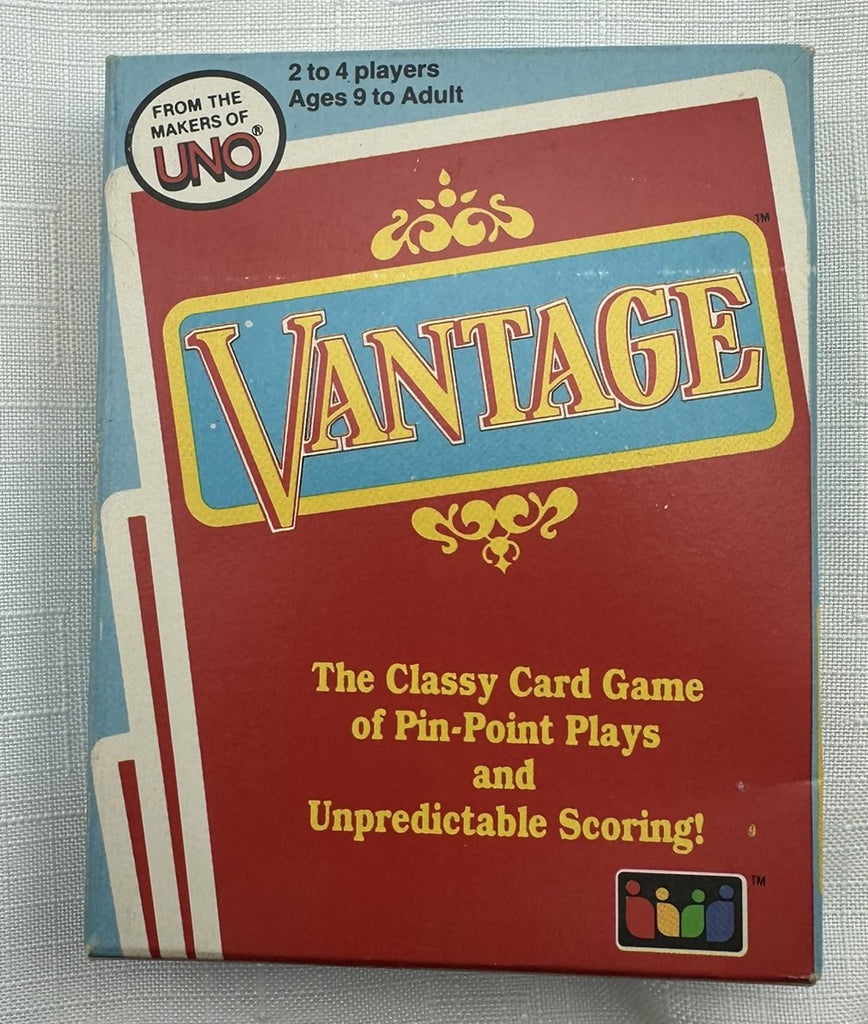 2 to 4 players
Ages 9 to Adult
FROM THE
MAKERS OF
UNO®
™
VANTAGE
The Classy Card Game
of Pin-Point Plays
and
Unpredictable Scoring!
™